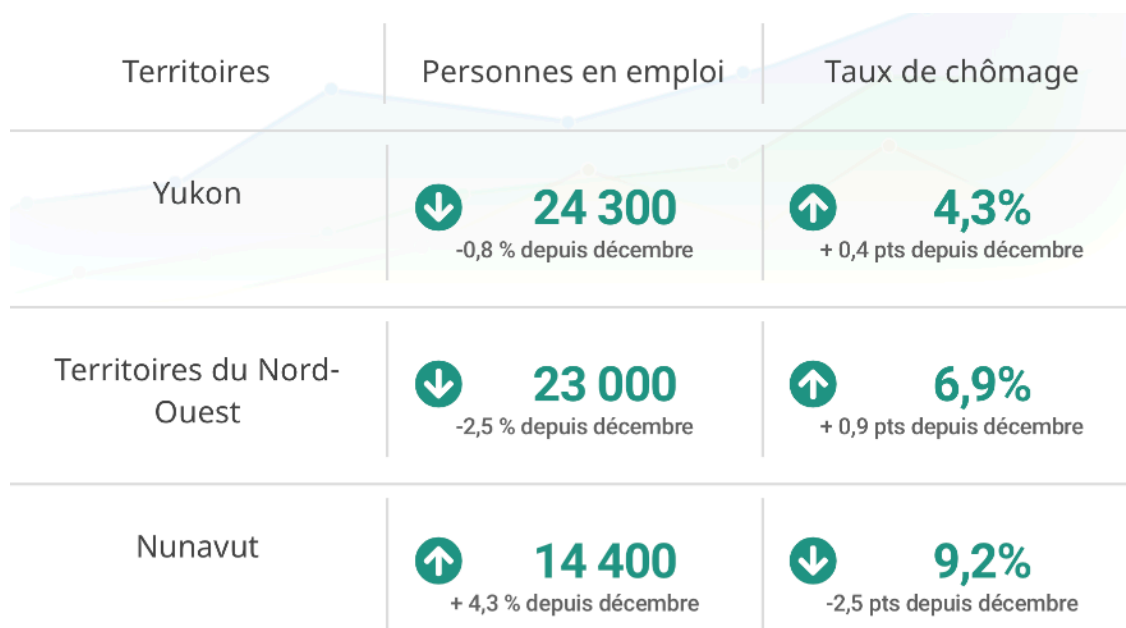 Territoires
Personnes en emploi
Taux de chômage
Yukon
24 300
-0,8 % depuis décembre
4,3%
+ 0,4 pts depuis décembre
Territoires du Nord-
Ouest
23 000
-2,5 % depuis décembre
6,9%
+ 0,9 pts depuis décembre
Nunavut
14 400
+ 4,3 % depuis décembre
9,2%
-2,5 pts depuis décembre